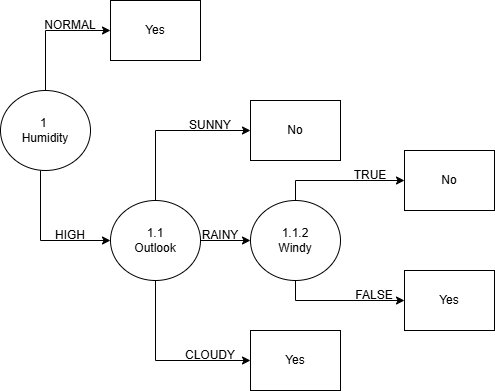 NORMAL
Yes
1
Humidity
SUNNY
No
TRUE
No
HIGH
1.1
Outlook
RAINY
1.1.2
Windy
FALSE
Yes
CLOUDY
Yes